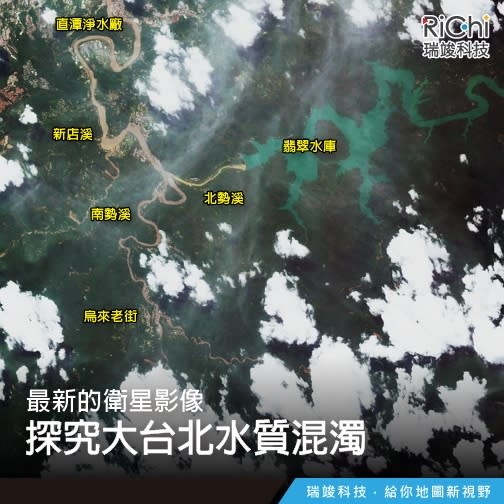 直潭淨水廠
RiChi
瑞竣科技
新店溪
翡翠水庫
北勢溪
南勢溪
烏來老街
最新的衛星影像
探究大台北水質混濁
瑞竣科技・給你地圖新視野